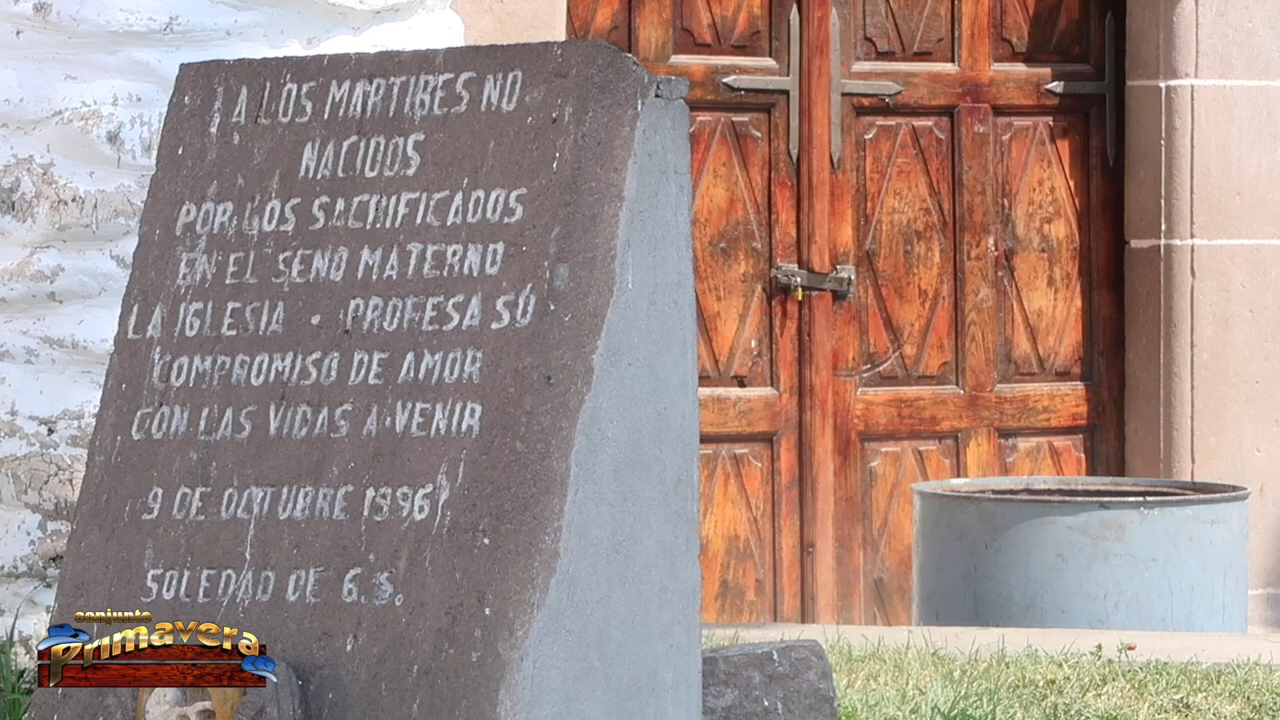 A LOS MARTIRES NO
NACIDOS
POR LOS SACRIFICADOS
EN EL SENO MATERNO
LA IGLESIA • PROFESA SU
COMPROMISO DE AMOR
CON LAS VIDAS A VENIR
9 DE OCTUBRE 1996
SOLEDAD DE G.S.
conjunto
Primavera